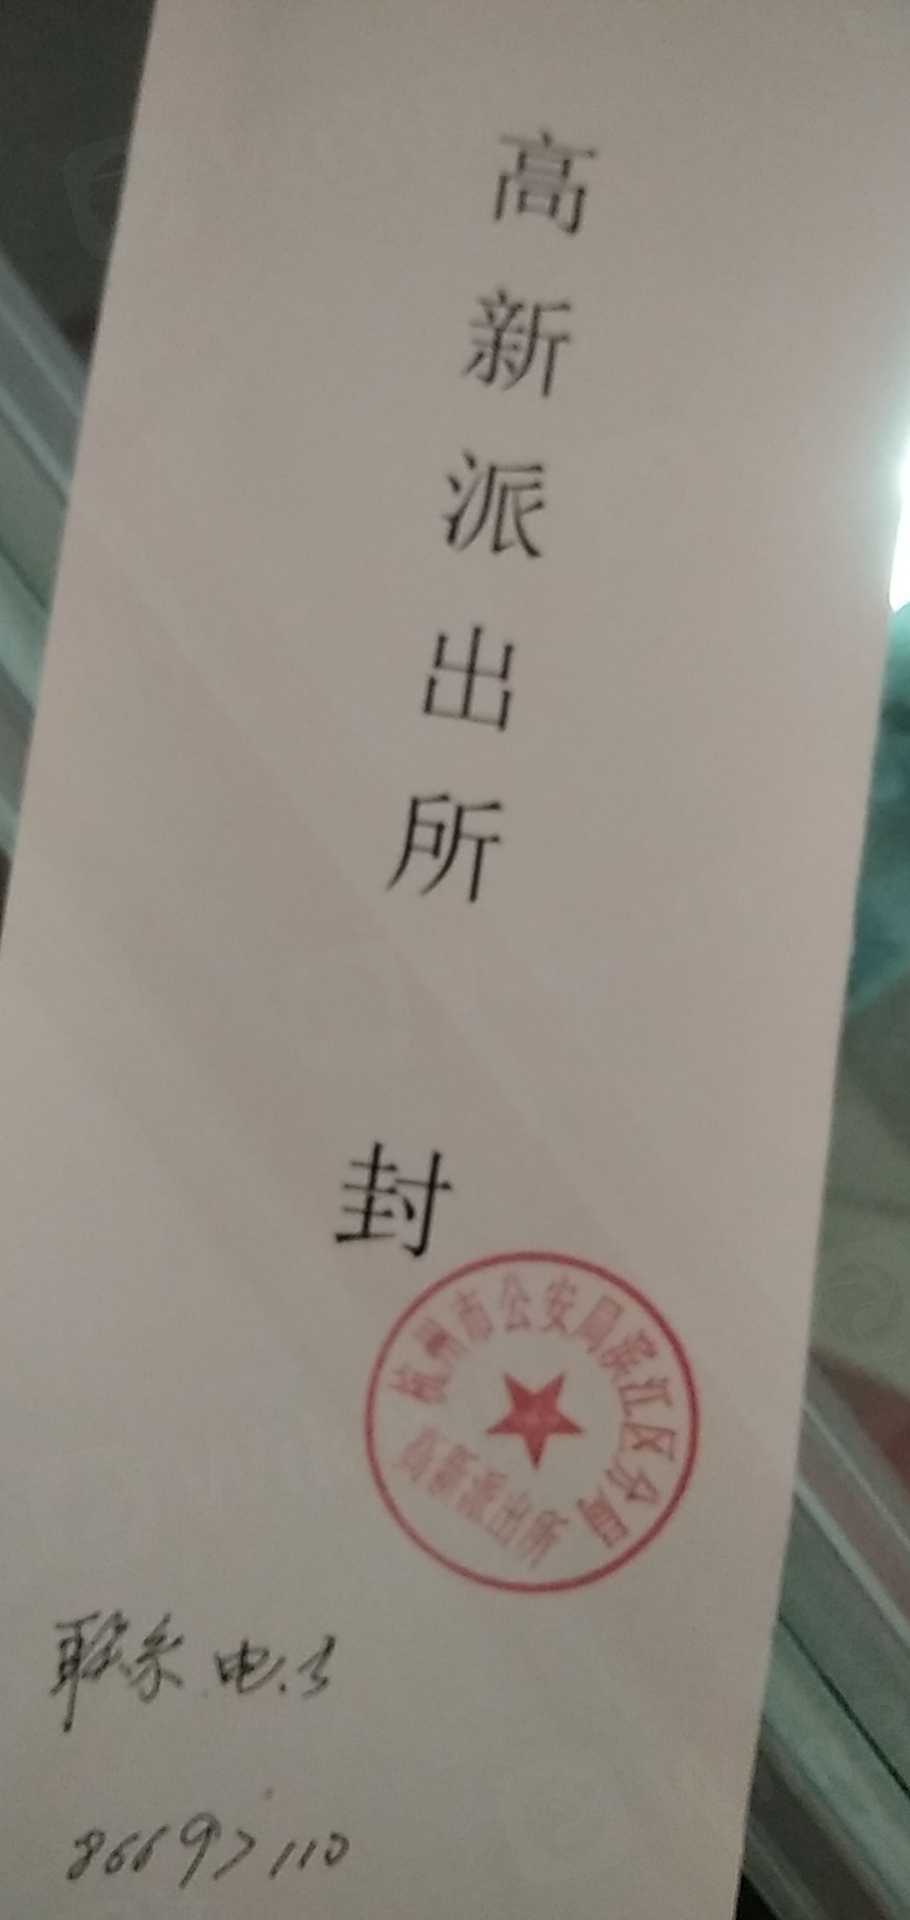 高新派出所
封
杭州市公安局滨江区分局
高新派出所
联系电话
86697110